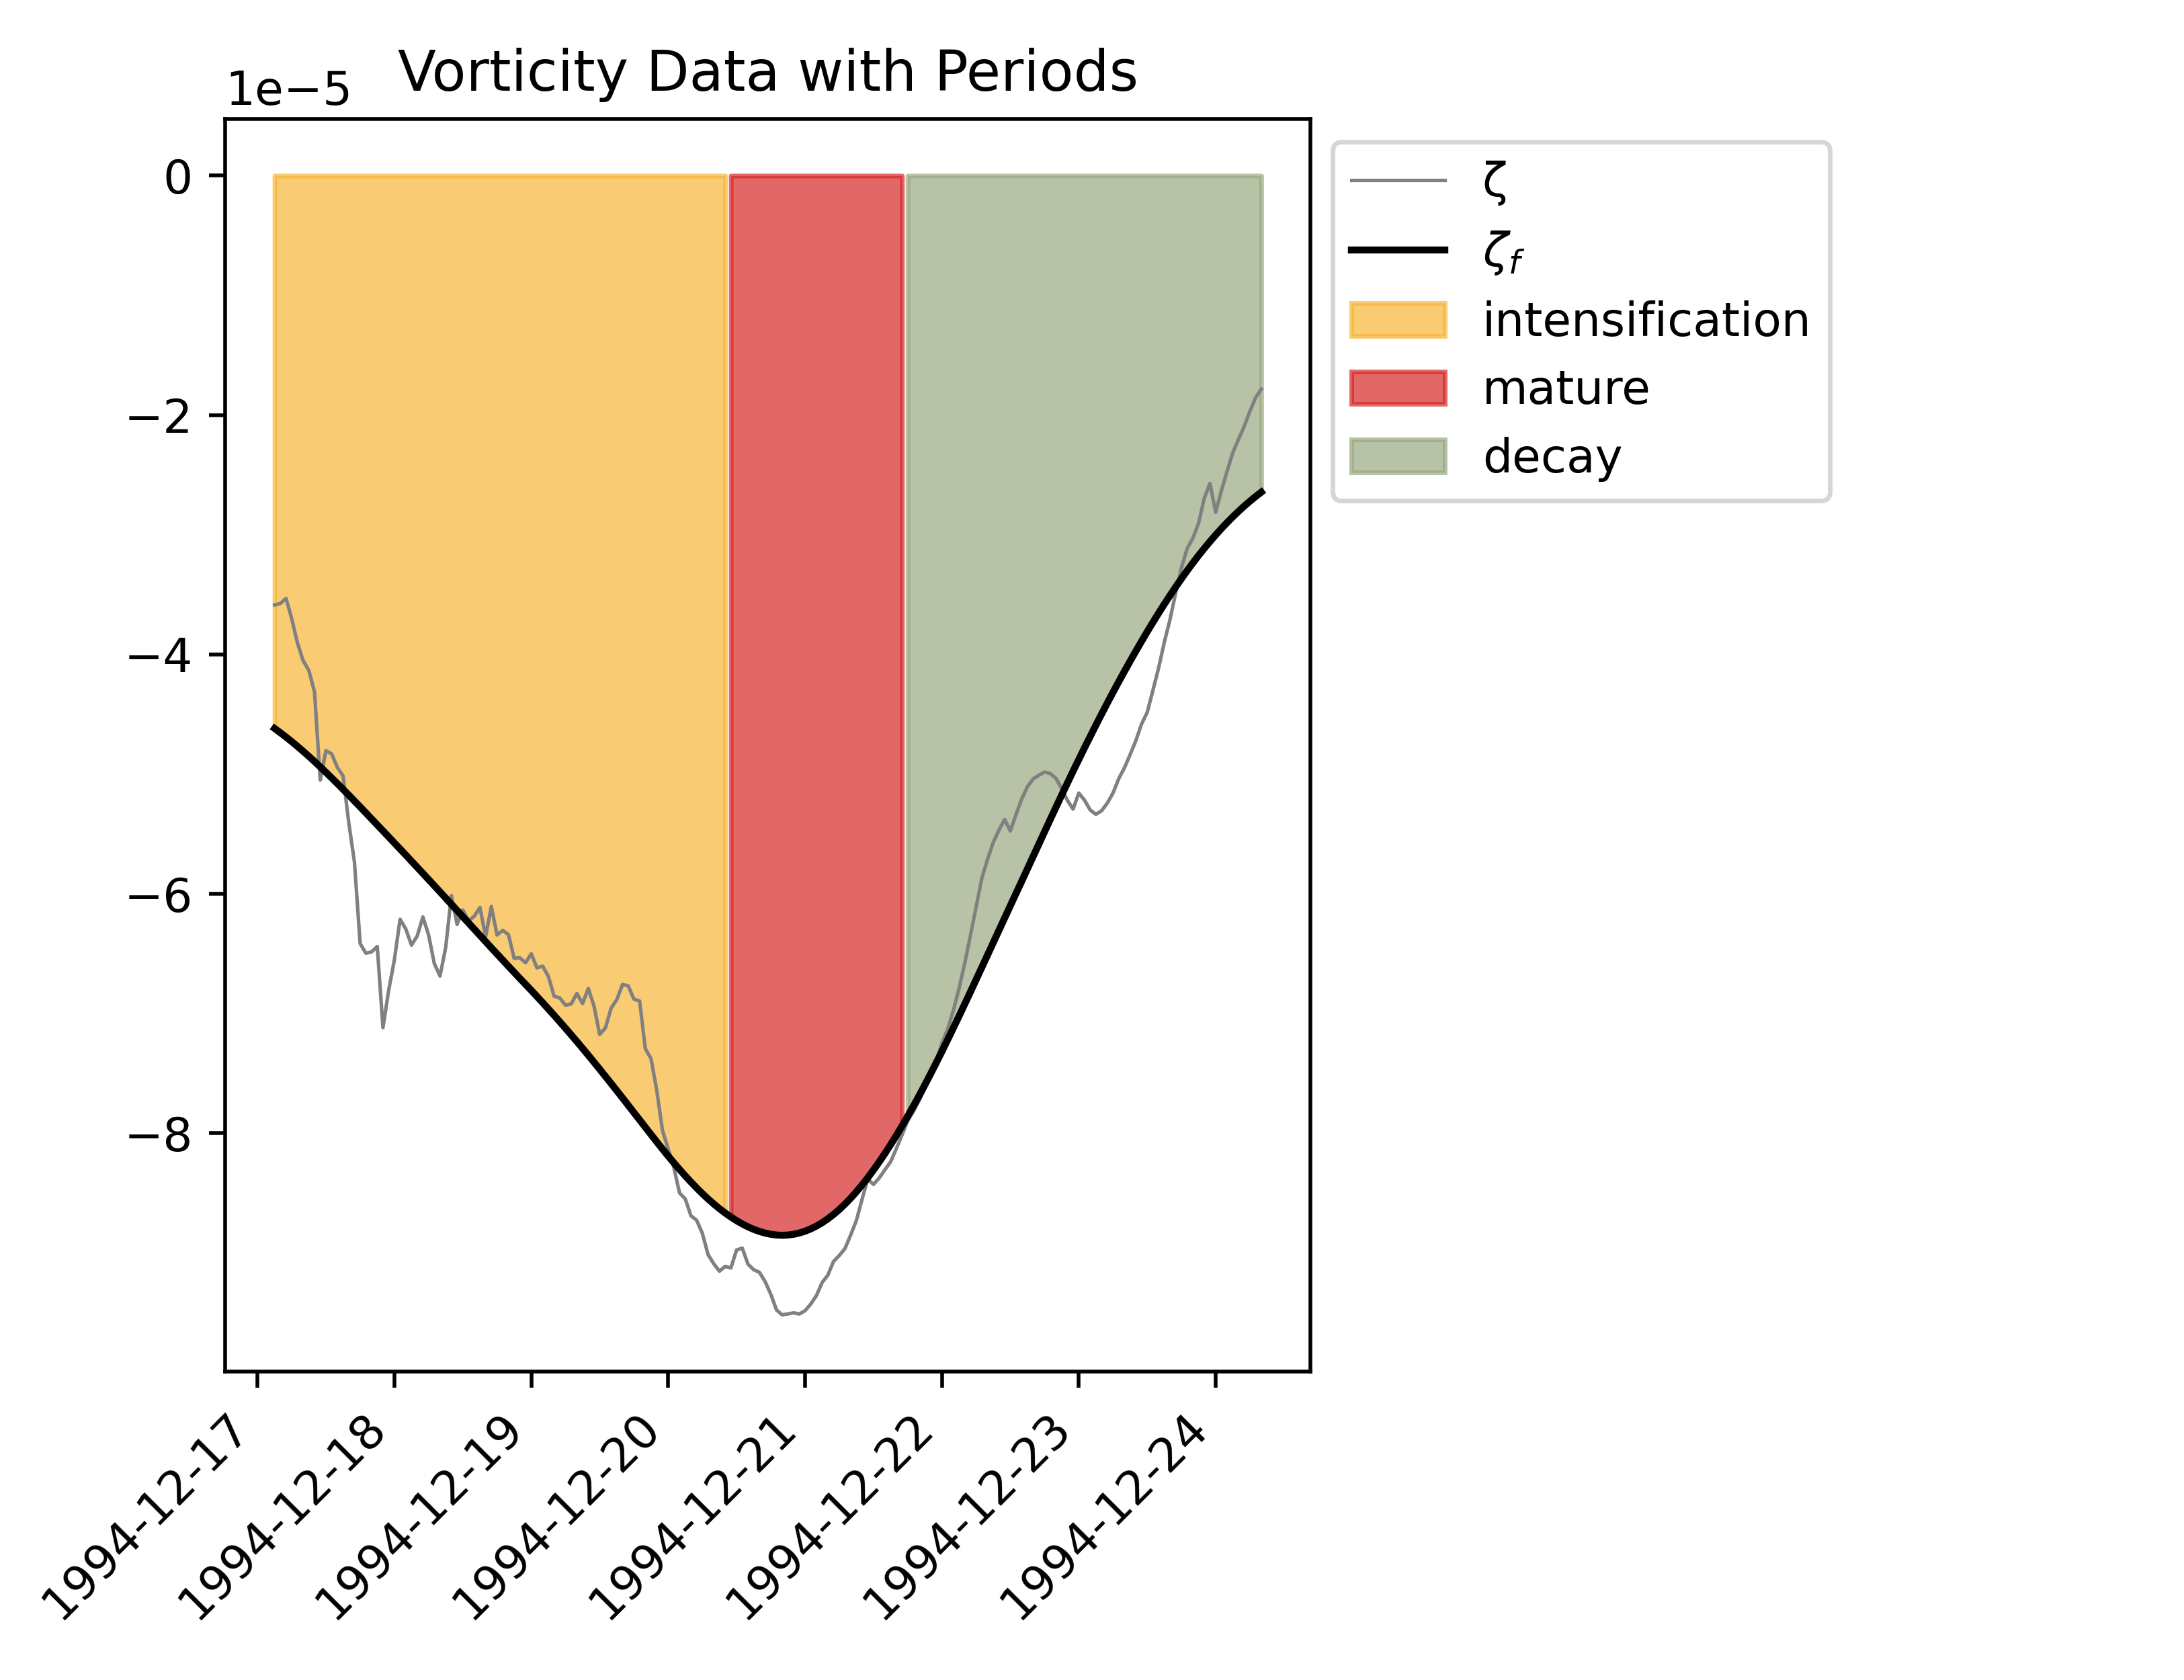 Vorticity Data with Periods
1e−5
0
−2
−4
−6
−8
1994-12-17
1994-12-18
1994-12-19
1994-12-20
1994-12-21
1994-12-22
1994-12-23
1994-12-24
ζ
ζf
intensification
mature
decay